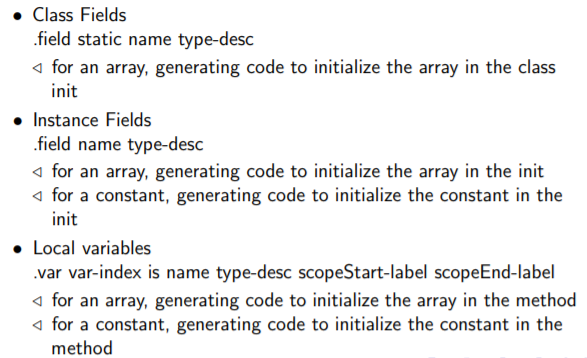 • Class Fields
.field static name type-desc
◁ for an array, generating code to initialize the array in the class
init
• Instance Fields
.field name type-desc
◁ for an array, generating code to initialize the array in the init
◁ for a constant, generating code to initialize the constant in the
init
• Local variables
.var var-index is name type-desc scopeStart-label scopeEnd-label
◁ for an array, generating code to initialize the array in the method
◁ for a constant, generating code to initialize the constant in the
method